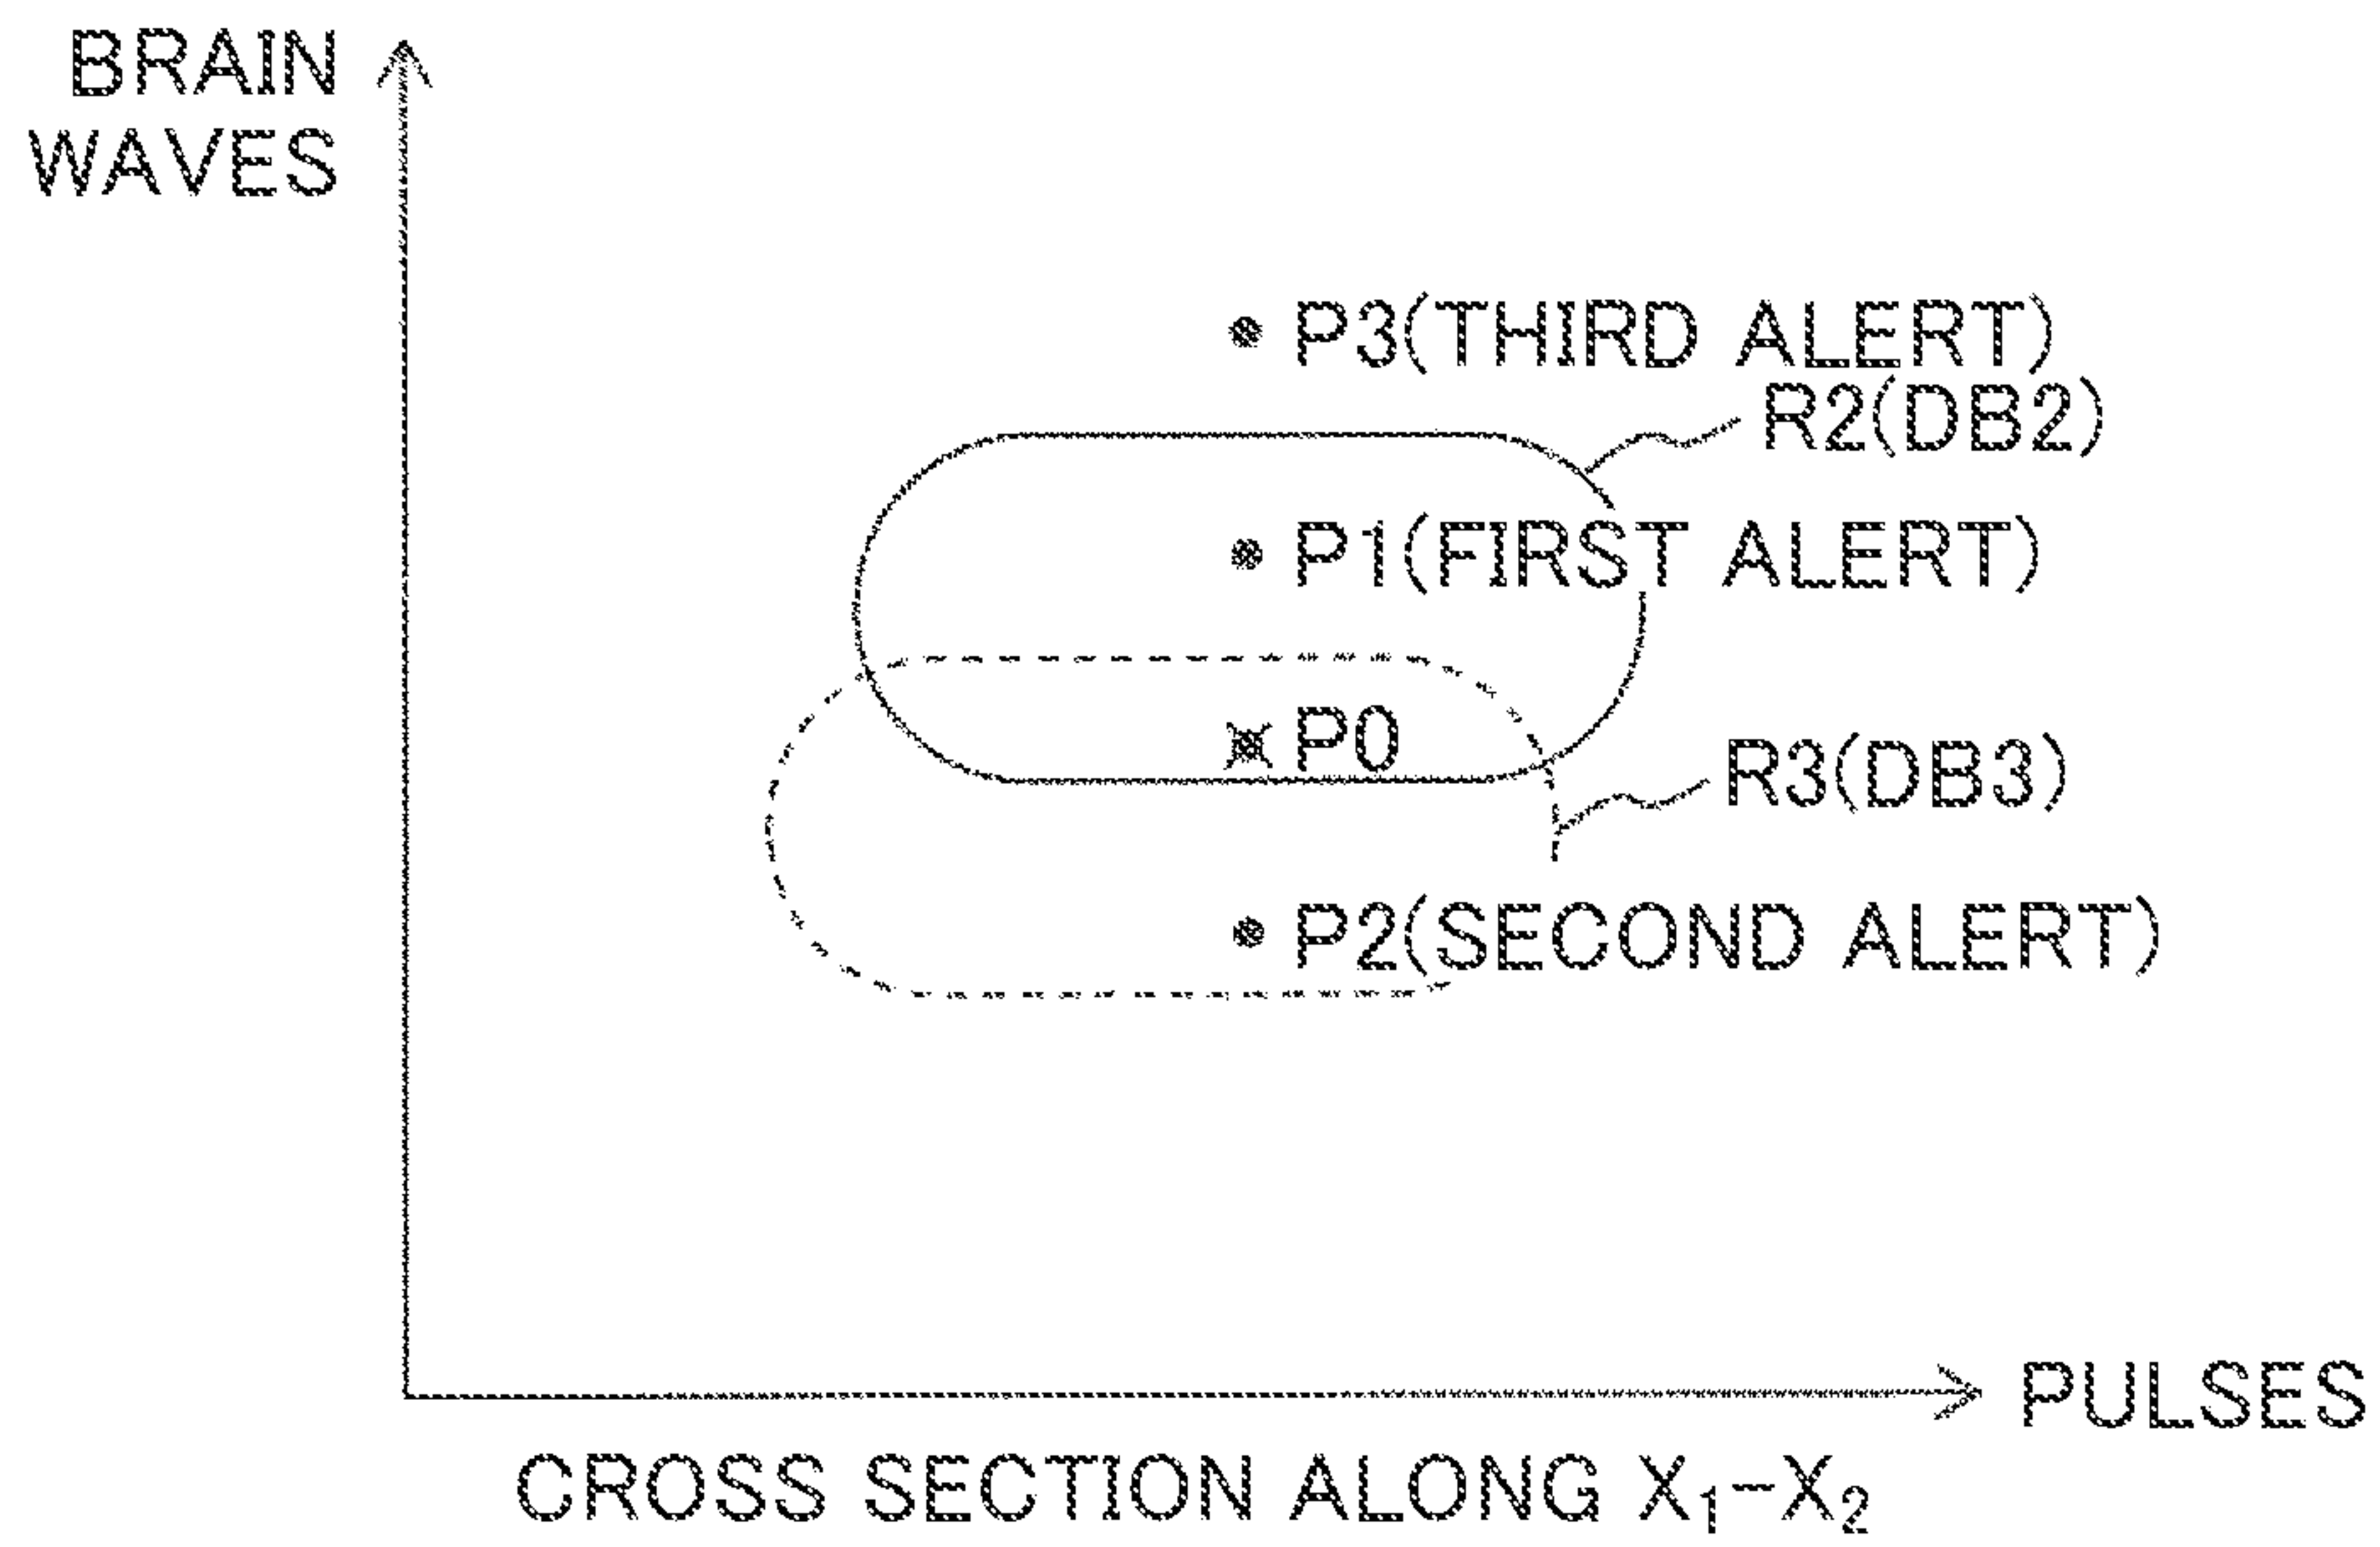 BRAIN
WAVES
P3(THIRD ALERT)
R2(DB2)
P1(FIRST ALERT)
P0
R3(DB3)
P2(SECOND ALERT)
PULSES
CROSS SECTION ALONG X₁-X₂